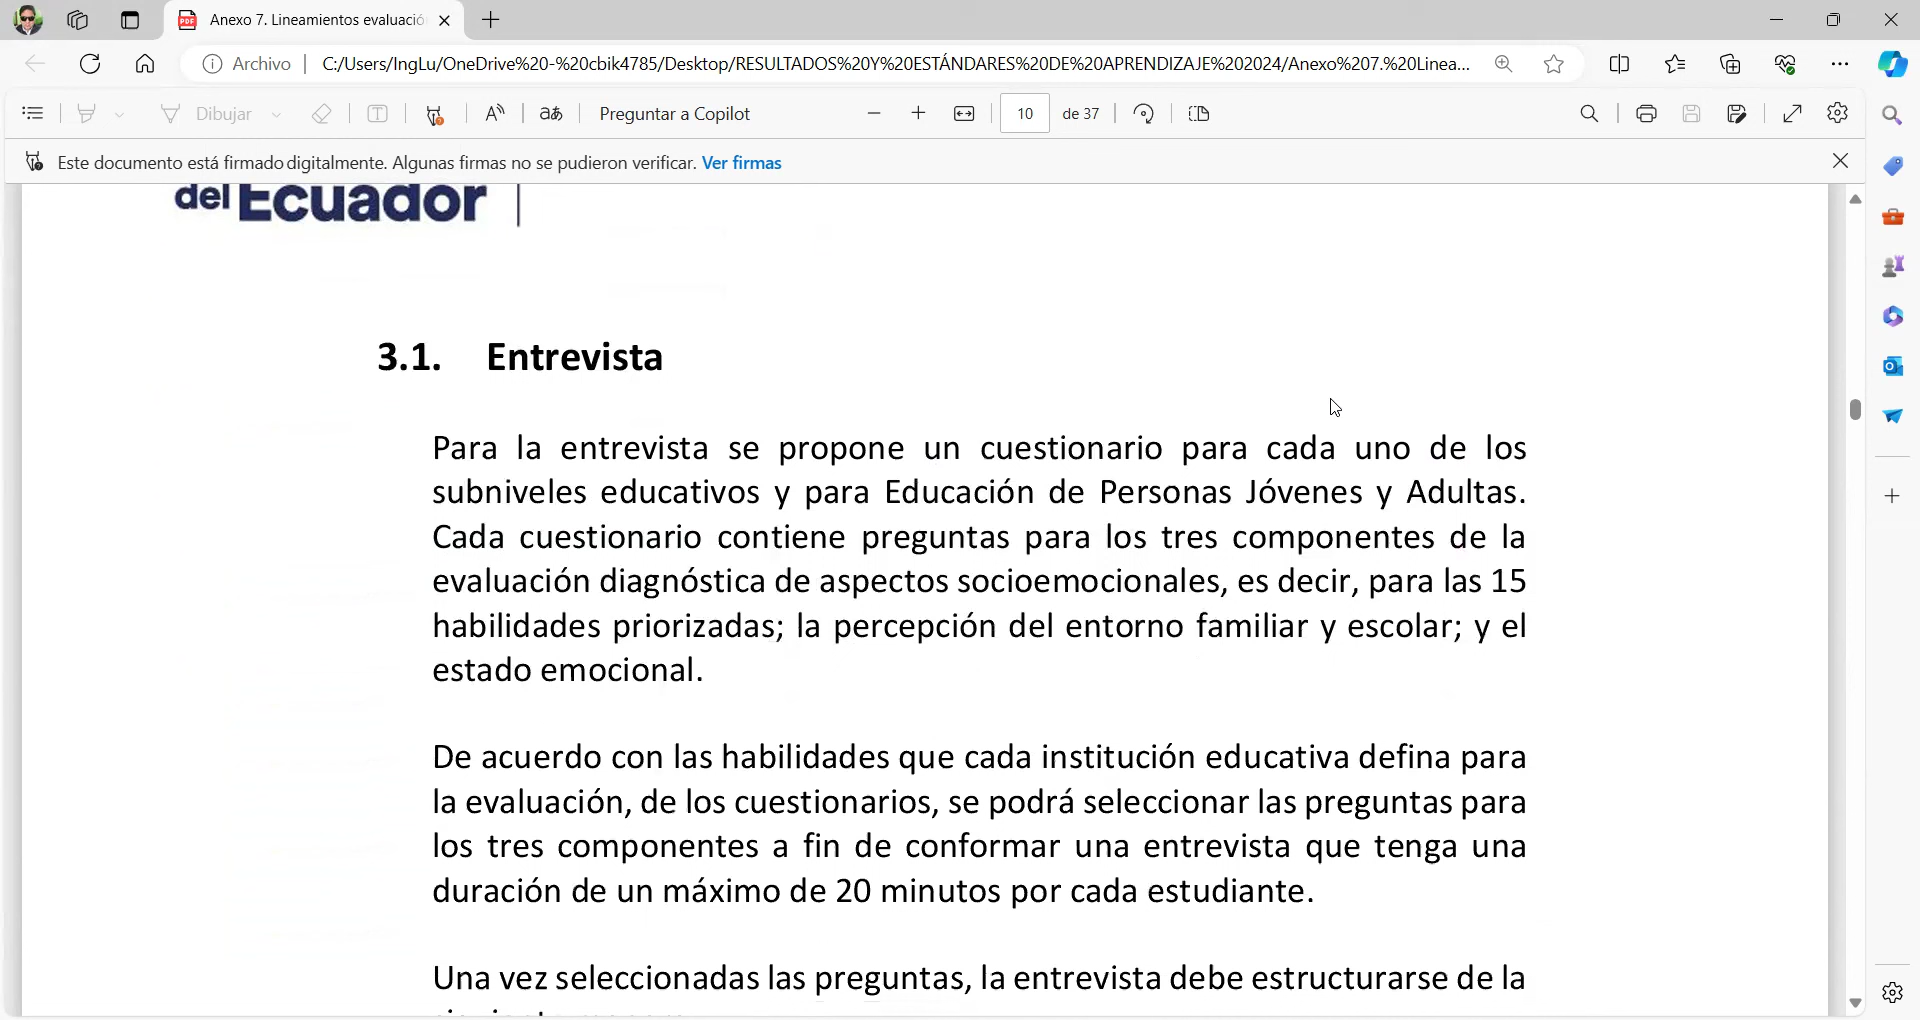 Anexo 7. Lineamientos evaluació
Archivo
C:/Users/IngLu/OneDrive%20-%20cbik4785/Desktop/RESULTADOS%20Y%20ESTÁNDARES%20DE%20APRENDIZAJE%202024/Anexo%207.%20Linea...
Dibujar
Preguntar a Copilot
10
de 37
Este documento está firmado digitalmente. Algunas firmas no se pudieron verificar. Ver firmas
del Ecuador
3.1. Entrevista
Para la entrevista se propone un cuestionario para cada uno de los
subniveles educativos y para Educación de Personas Jóvenes y Adultas.
Cada cuestionario contiene preguntas para los tres componentes de la
evaluación diagnóstica de aspectos socioemocionales, es decir, para las 15
habilidades priorizadas; la percepción del entorno familiar y escolar; y el
estado emocional.
De acuerdo con las habilidades que cada institución educativa defina para
la evaluación, de los cuestionarios, se podrá seleccionar las preguntas para
los tres componentes a fin de conformar una entrevista que tenga una
duración de un máximo de 20 minutos por cada estudiante.
Una vez seleccionadas las preguntas, la entrevista debe estructurarse de la